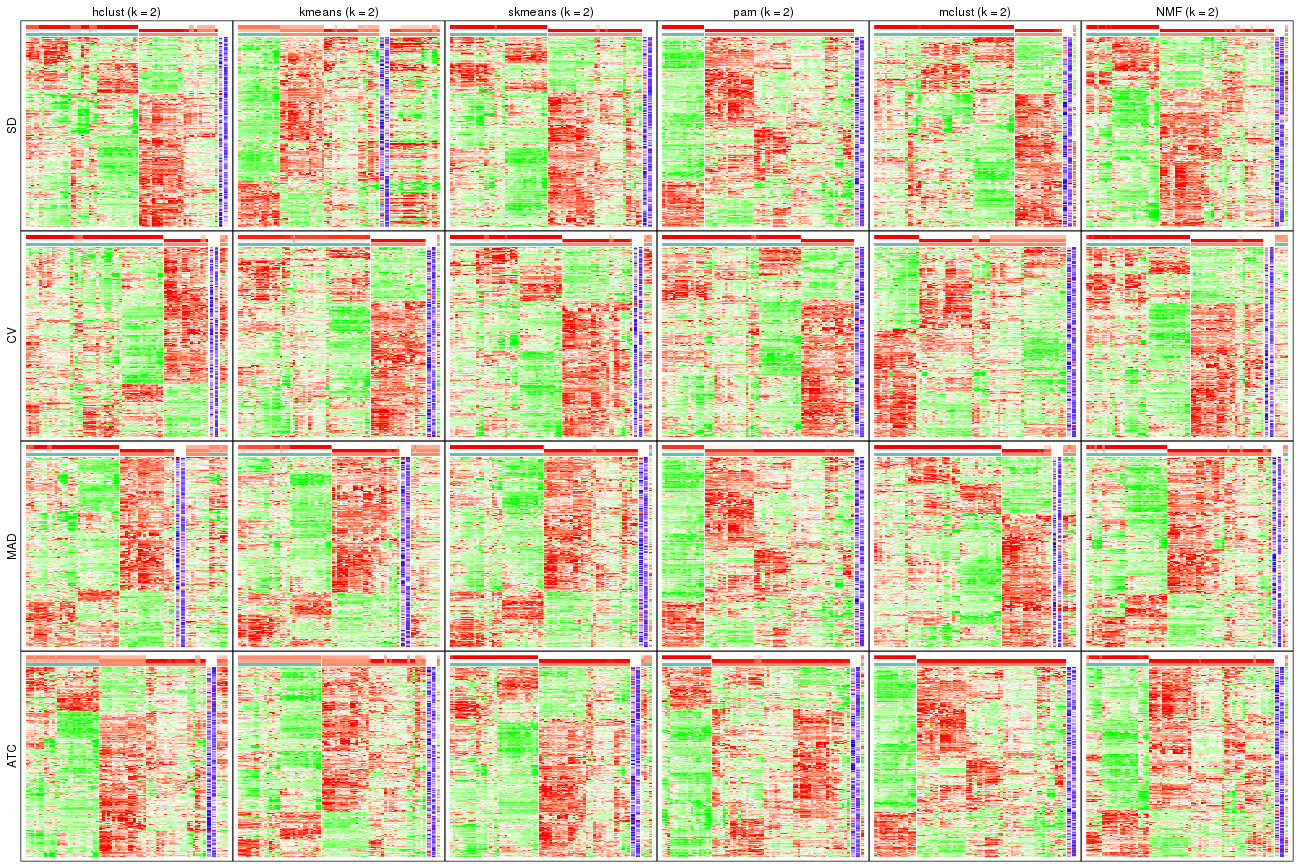 hclust (k = 2)
kmeans (k = 2)
skmeans (k = 2)
pam (k = 2)
mclust (k = 2)
NMF (k = 2)
SD
CV
MAD
ATC